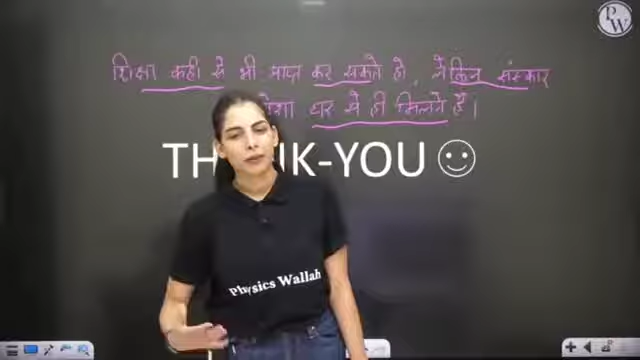 PW
शिक्षा कहीं से भी प्राप्त कर सकते हो, लेकिन संस्कार
घर से ही मिलते हैं।
THANK-YOU
Physics Wallah